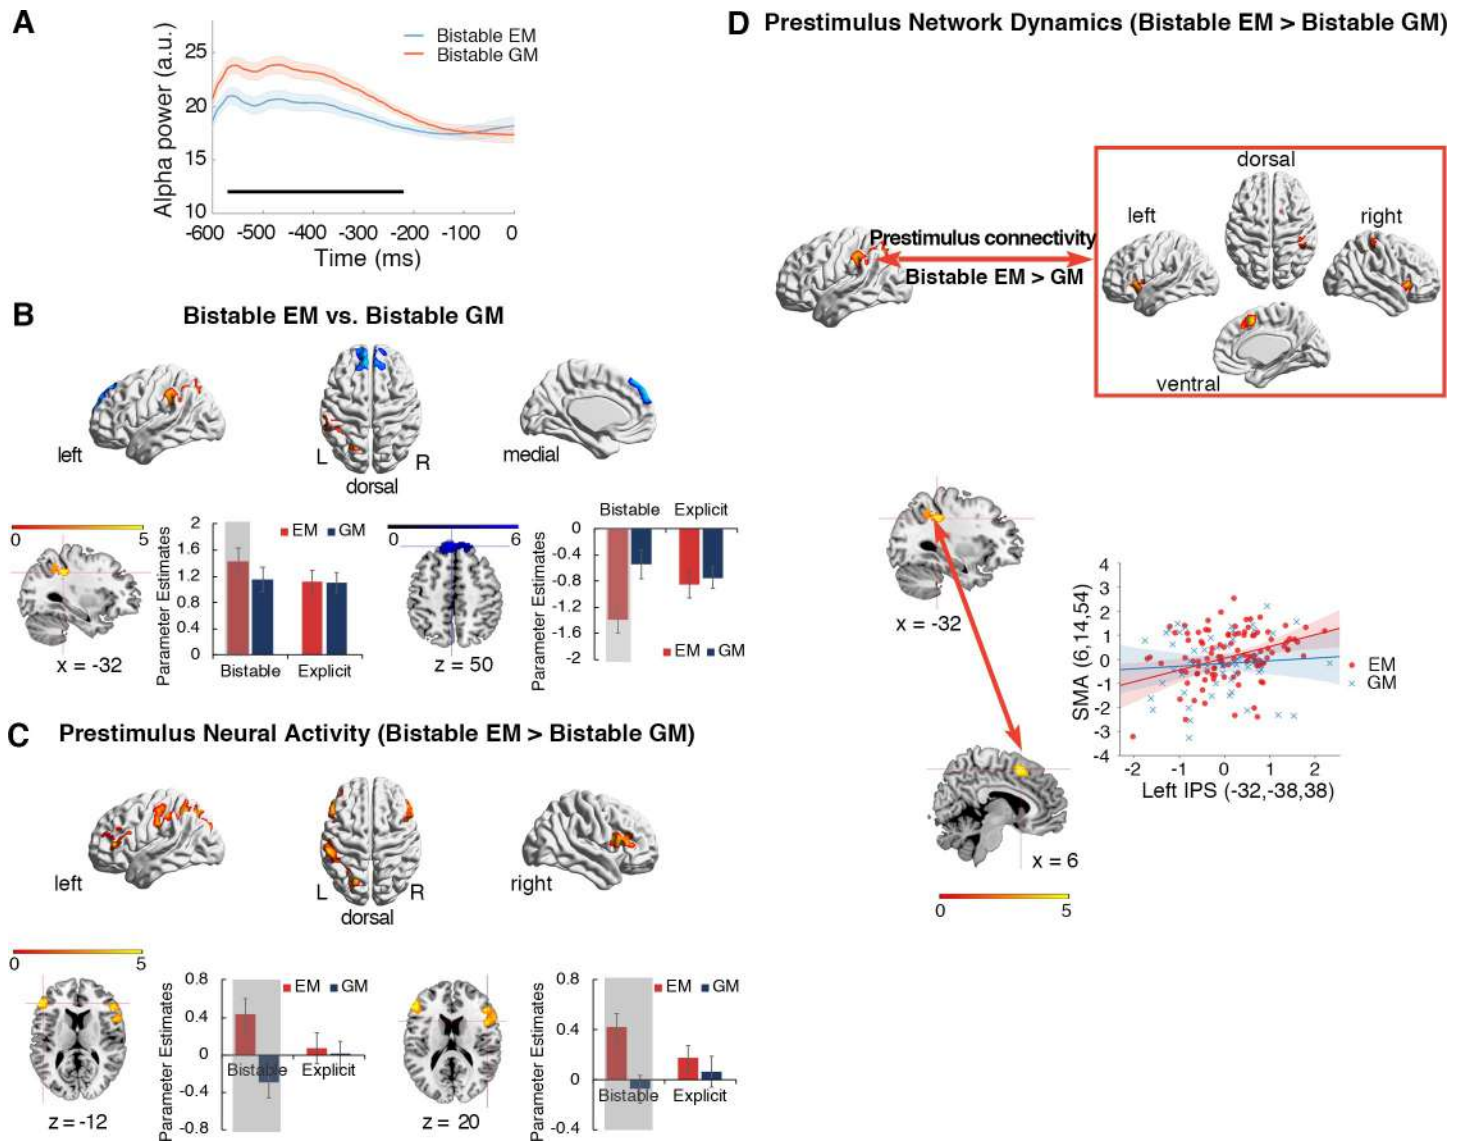 A
Alpha power (a.u.)
25
20
15
10
Bistable EM
Bistable GM
-600 -500 -400 -300 -200 -100 0
Time (ms)
B
Bistable EM vs. Bistable GM
left
L
R
dorsal
medial
0 5
x = -32
Parameter Estimates
2
1.6
1.2
0.8
0.4
0
EM GM
Bistable Explicit
0 6
z = 50
Parameter Estimates
Bistable Explicit
0
-0.4
-0.8
-1.2
-1.6
-2
EM GM
C
Prestimulus Neural Activity (Bistable EM > Bistable GM)
left
L
R
dorsal
right
0 5
z = -12
Parameter Estimates
0.8
0.4
0
-0.4
-0.8
EM GM
Bistable Explicit
z = 20
Parameter Estimates
0.8
0.4
0
-0.4
EM GM
Bistable Explicit
D
Prestimulus Network Dynamics (Bistable EM > Bistable GM)
Prestimulus connectivity
Bistable EM > GM
dorsal
left
right
ventral
x = -32
x = 6
0 5
SMA (6,14,54)
4
3
2
1
0
-1
-2
-3
-4
-2 -1 0 1 2
Left IPS (-32,-38,38)
EM
GM